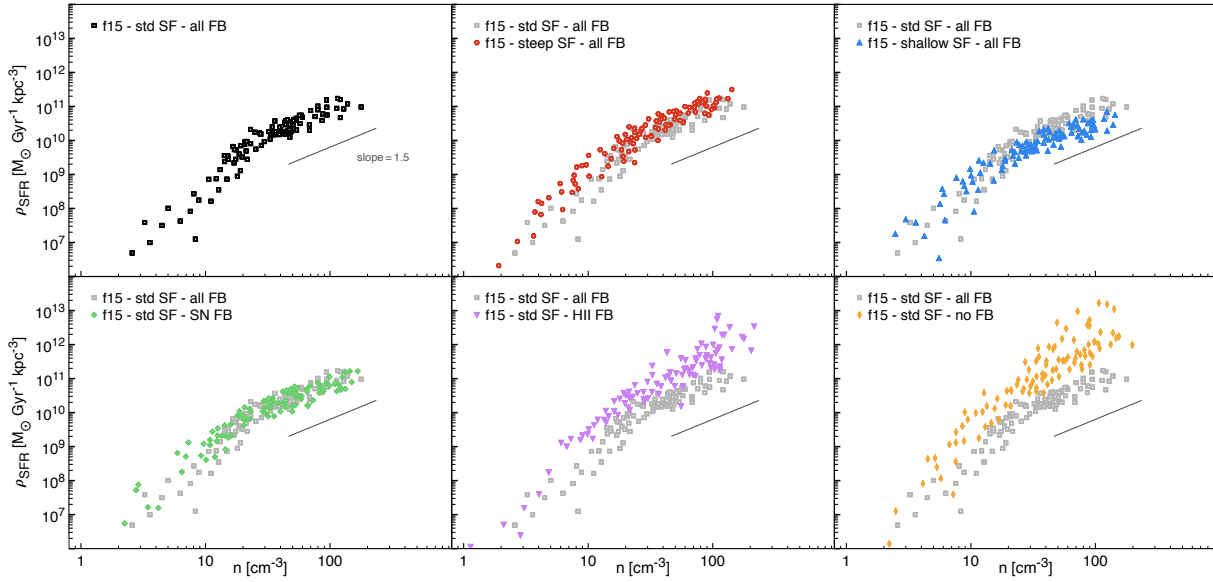 f15 - std SF - all FB
f15 - std SF - all FB
f15 - steep SF - all FB
f15 - std SF - all FB
f15 - shallow SF - all FB
10¹³
10¹²
10¹¹
10¹⁰
10⁹
10⁸
10⁷
ρSFR [M⊙ Gyr⁻¹ kpc⁻³]
slope = 1.5
f15 - std SF - all FB
f15 - std SF - SN FB
f15 - std SF - all FB
f15 - std SF - HII FB
f15 - std SF - all FB
f15 - std SF - no FB
10¹³
10¹²
10¹¹
10¹⁰
10⁹
10⁸
10⁷
ρSFR [M⊙ Gyr⁻¹ kpc⁻³]
1 10 100
1 10 100
1 10 100
n [cm⁻³]
n [cm⁻³]
n [cm⁻³]